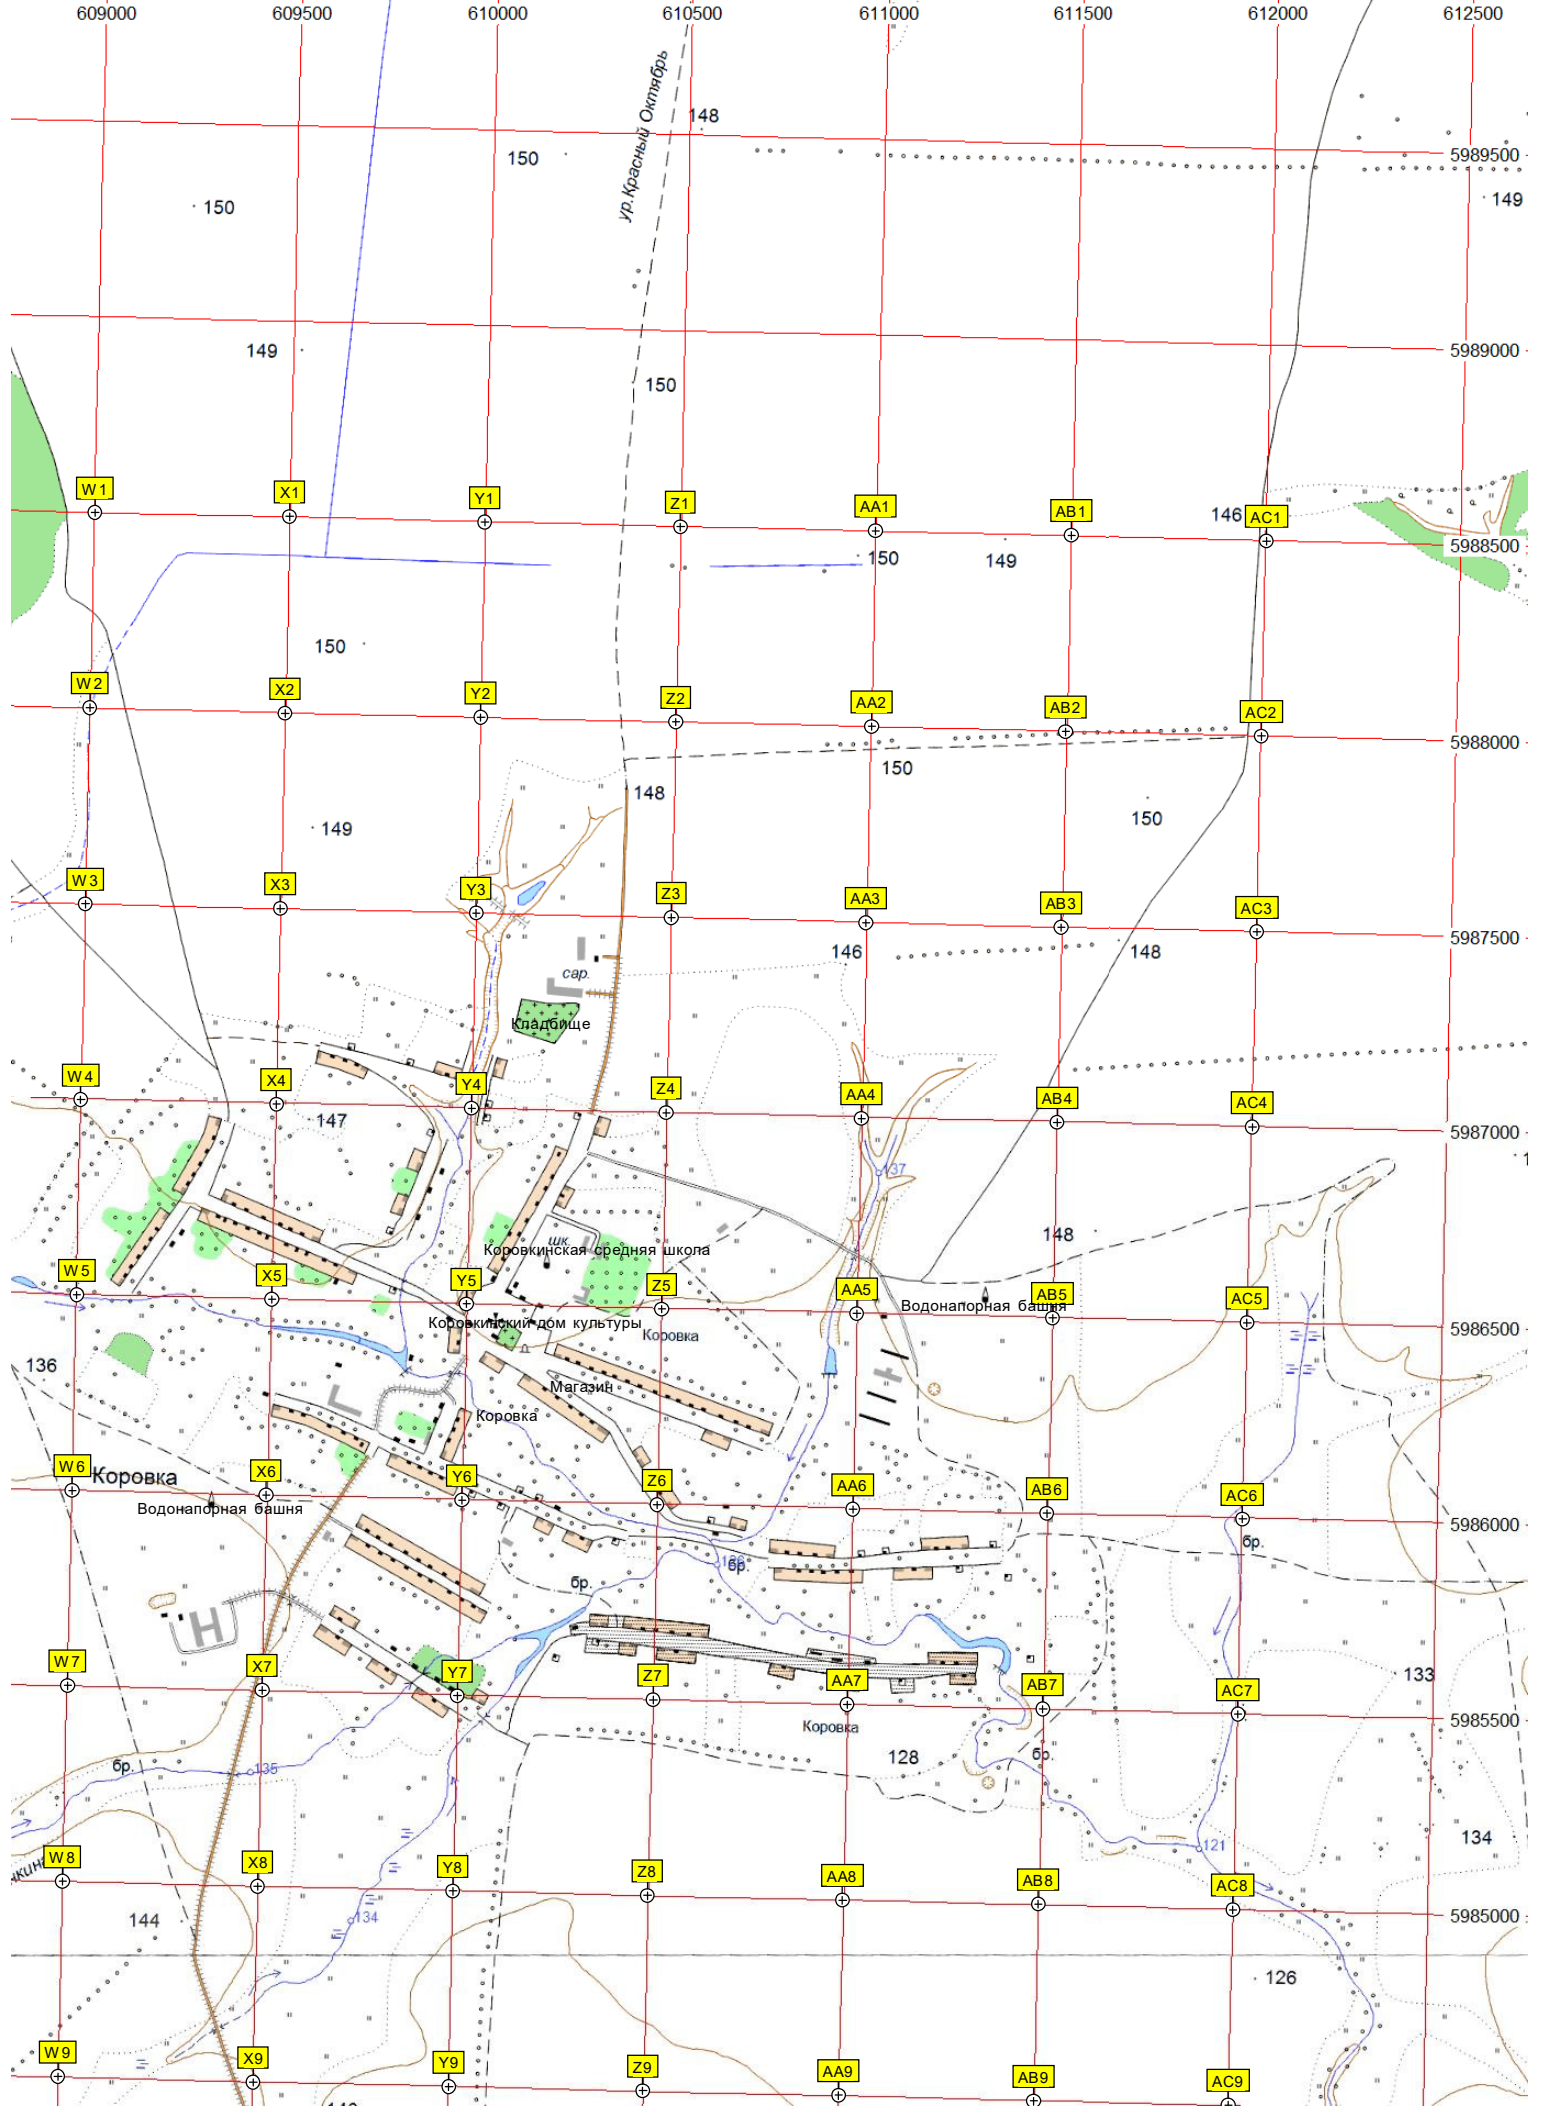 609000 609500 610000 610500 611000 611500 612000 612500
148
ур.Красный Октябрь
150
5989500
150
149
149
5989000
150
W1 X1 Y1 Z1 AA1 AB1 146 AC1
5988500
150 149
150
W2 X2 Y2 Z2 AA2 AB2 AC2
5988000
150
148
149
150
W3 X3 Y3 Z3 AA3 AB3 AC3
5987500
146
148
сар.
Кладбище
W4 X4 Y4 Z4 AA4 AB4 AC4
147
5987000
137
148
шк.
Коровкинская средняя школа
W5 X5 Y5 Z5 AA5 AB5 AC5
Водонапорная башня
Коровкинский дом культуры
5986500
Коровка
136
Магазин
Коровка
W6 Коровка X6 Y6 Z6 AA6 AB6 AC6
Водонапорная башня
5986000
бр.
бр.
бр.
W7 X7 Y7 Z7 AA7 AB7 AC7
133
5985500
Коровка
128
бр.
бр.
135
134
121
W8 X8 Y8 Z8 AA8 AB8 AC8
144
134
5985000
126
W9 X9 Y9 Z9 AA9 AB9 AC9